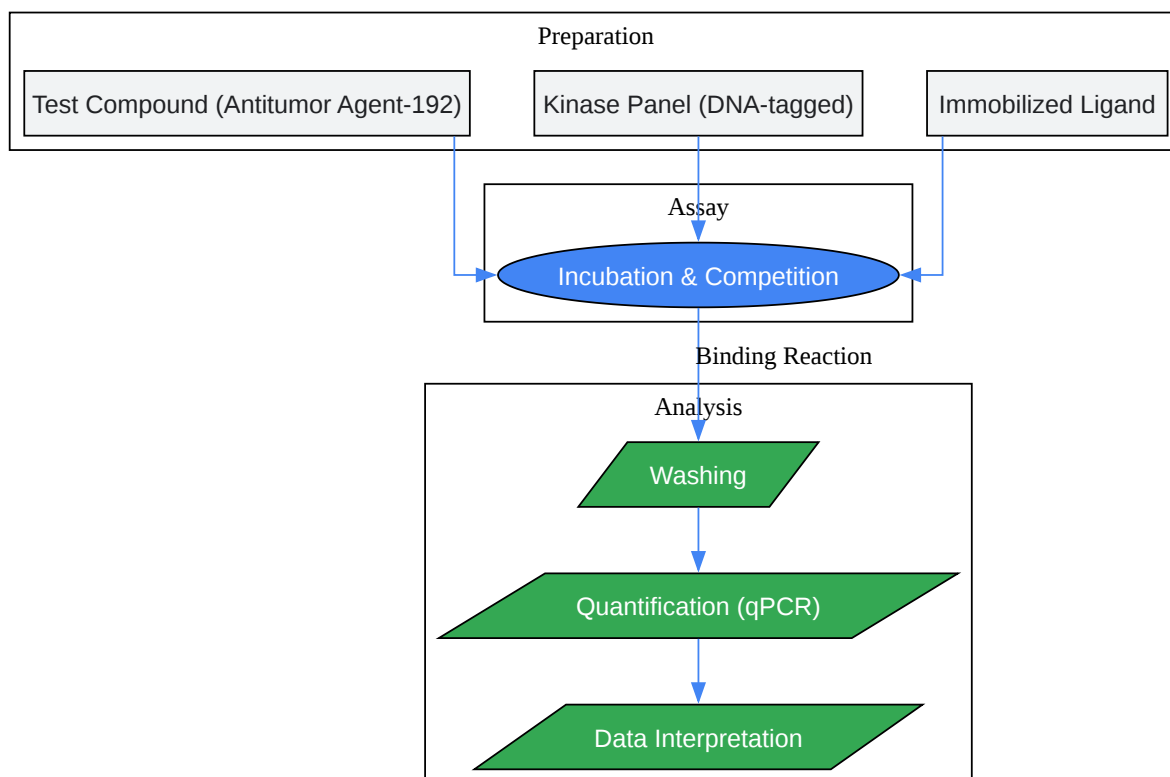 Preparation
Test Compound (Antitumor Agent-192)
Kinase Panel (DNA-tagged)
Immobilized Ligand
Assay
Incubation & Competition
Binding Reaction
Analysis
Washing
Quantification (qPCR)
Data Interpretation